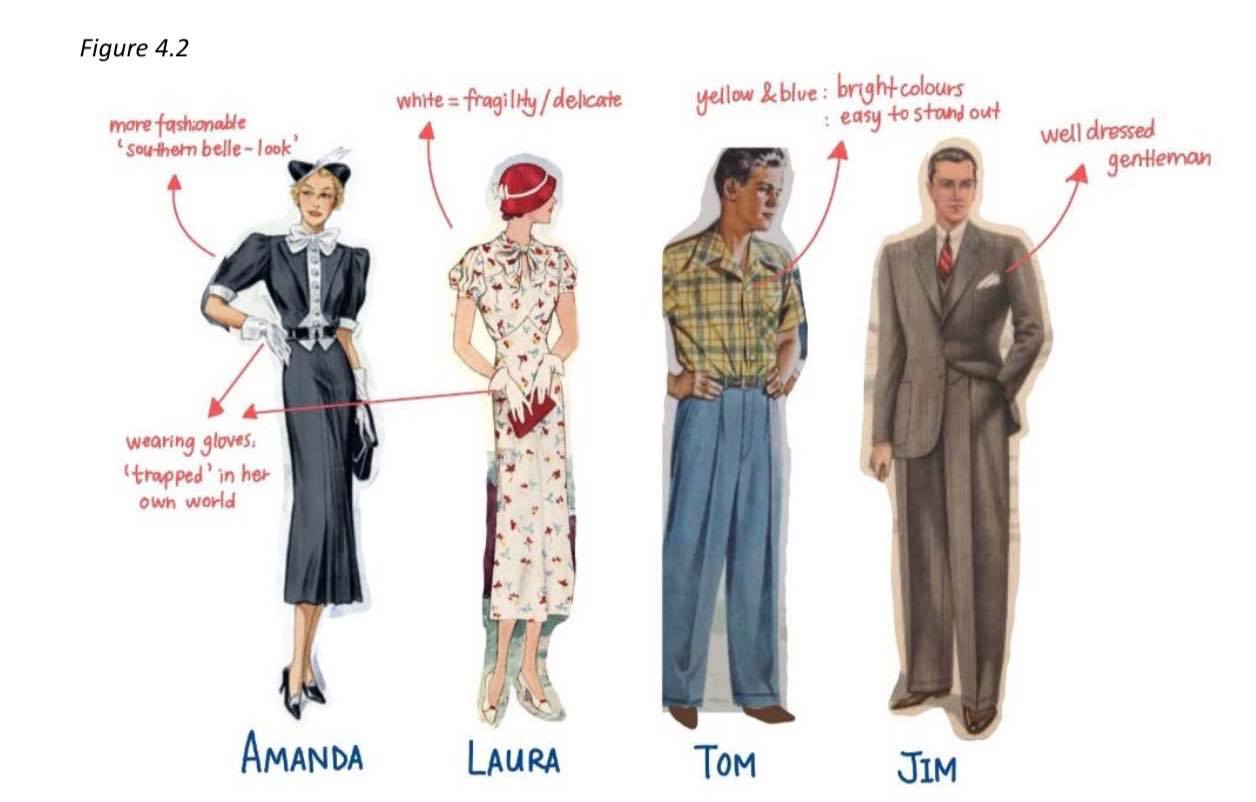 Figure 4.2
more fashionable
'southern belle-look'
white = fragility/delicate
yellow & blue : bright colours
: easy to stand out
well dressed
gentleman
wearing gloves:
'trapped' in her
own world
AMANDA
LAURA
TOM
JIM